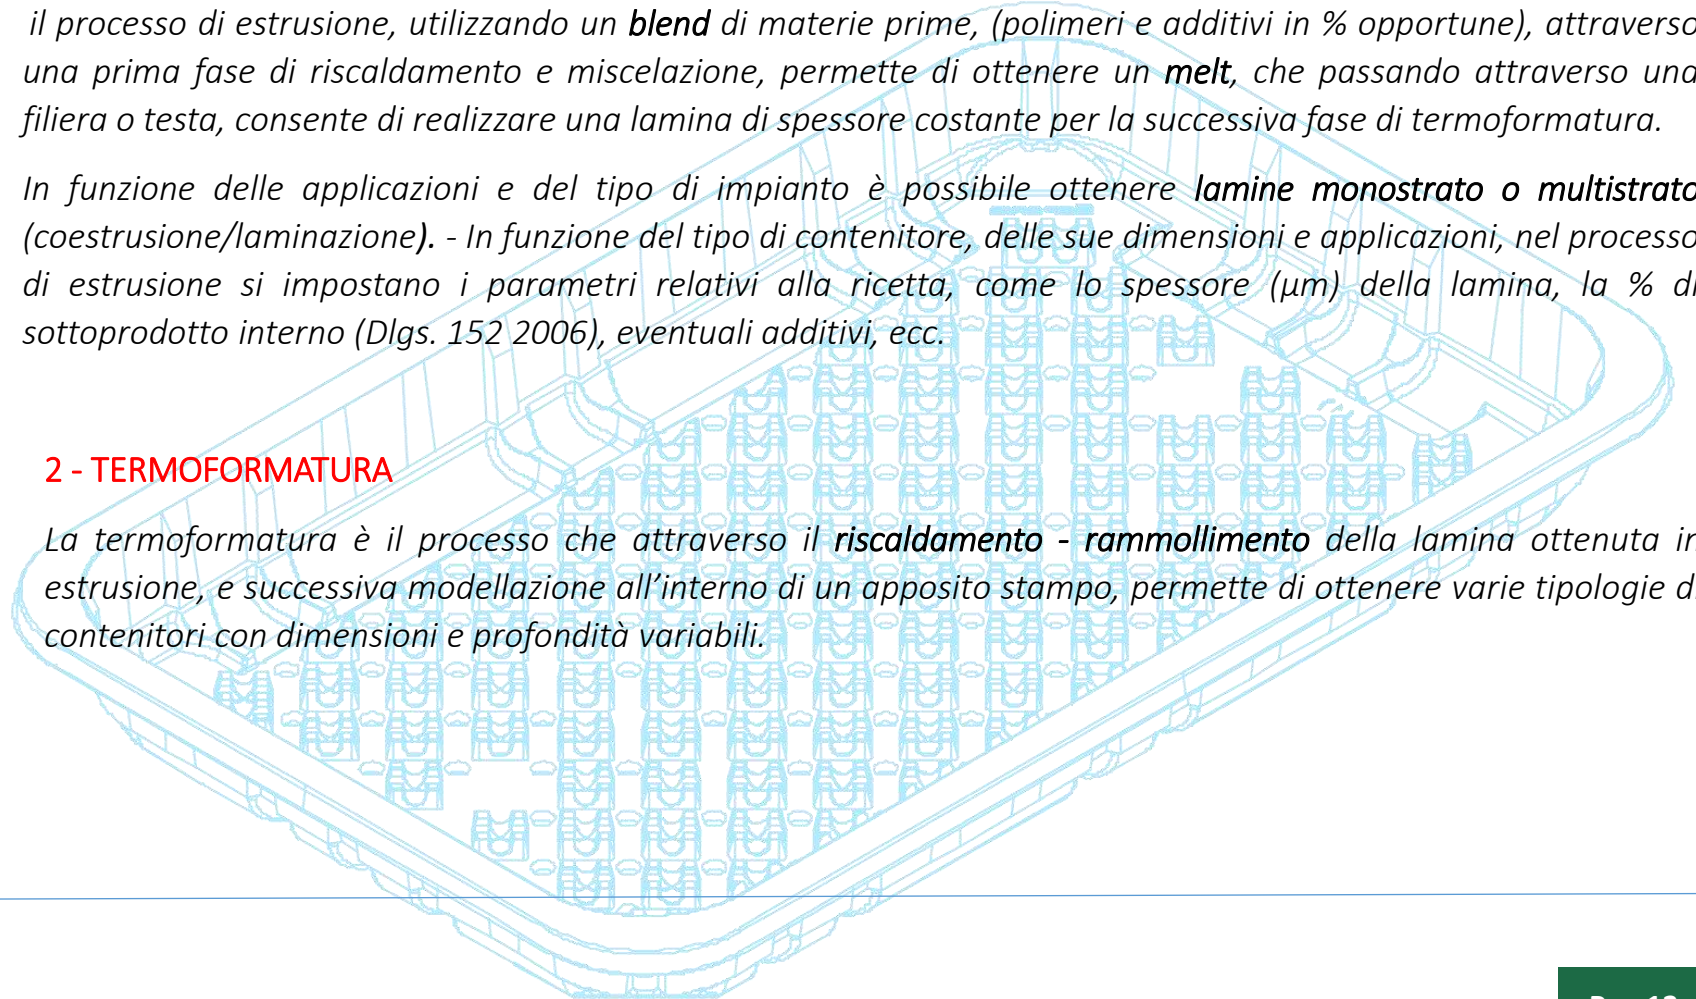 il processo di estrusione, utilizzando un blend di materie prime, (polimeri e additivi in % opportune), attraverso
una prima fase di riscaldamento e miscelazione, permette di ottenere un melt, che passando attraverso una
filiera o testa, consente di realizzare una lamina di spessore costante per la successiva fase di termoformatura.
In funzione delle applicazioni e del tipo di impianto è possibile ottenere lamine monostrato o multistrato
(coestrusione/laminazione). - In funzione del tipo di contenitore, delle sue dimensioni e applicazioni, nel processo
di estrusione si impostano i parametri relativi alla ricetta, come lo spessore (µm) della lamina, la % di
sottoprodotto interno (Dlgs. 152 2006), eventuali additivi, ecc.
2 - TERMOFORMATURA
La termoformatura è il processo che attraverso il riscaldamento - rammollimento della lamina ottenuta in
estrusione, e successiva modellazione all’interno di un apposito stampo, permette di ottenere varie tipologie di
contenitori con dimensioni e profondità variabili.